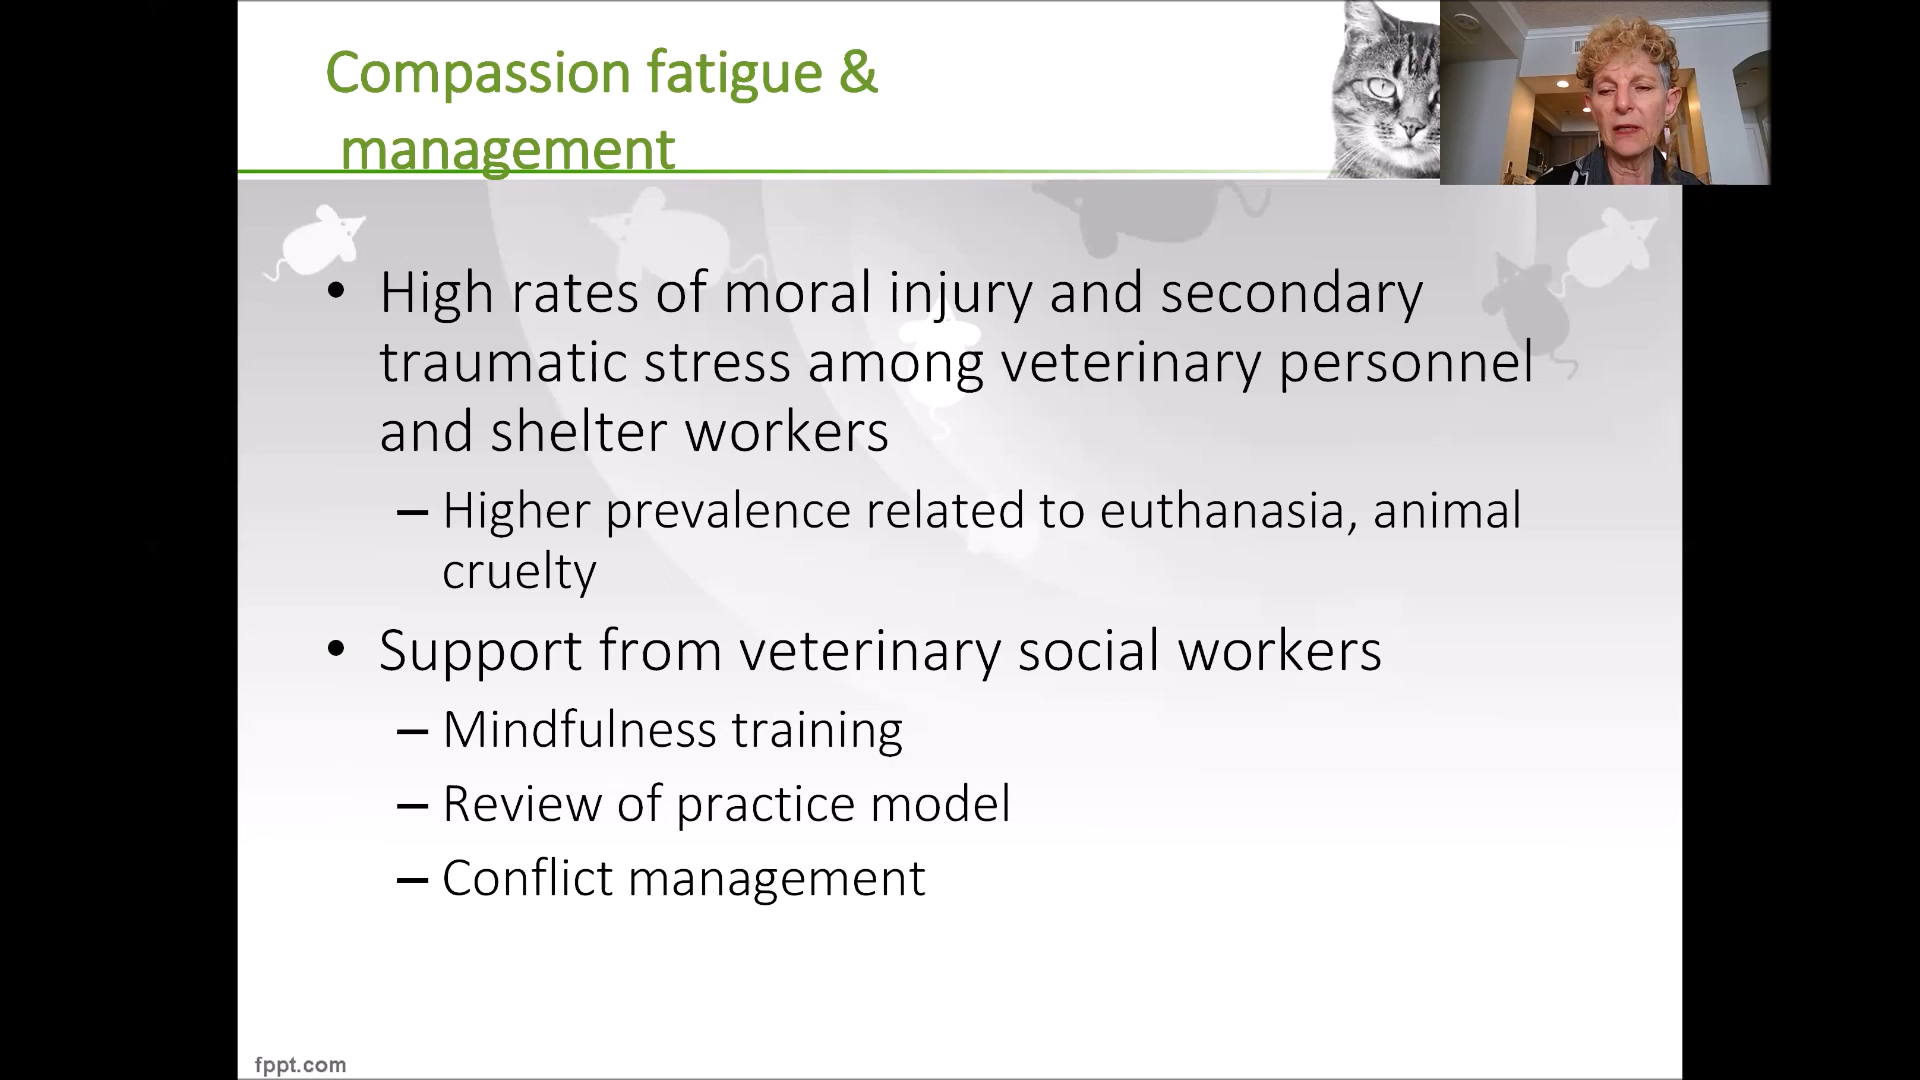 Compassion fatigue &
management
• High rates of moral injury and secondary
traumatic stress among veterinary personnel
and shelter workers
– Higher prevalence related to euthanasia, animal
cruelty
• Support from veterinary social workers
– Mindfulness training
– Review of practice model
– Conflict management
fppt.com